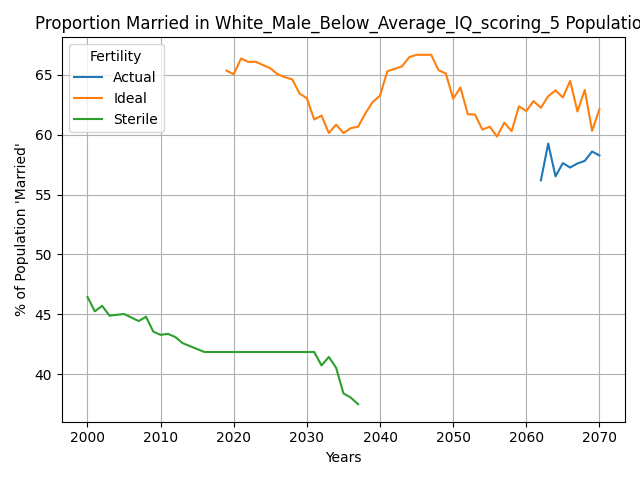 Proportion Married in White_Male_Below_Average_IQ_scoring_5 Populatio
Fertility
Actual
Ideal
Sterile
% of Population 'Married'
65
60
55
50
45
40
2000 2010 2020 2030 2040 2050 2060 2070
Years